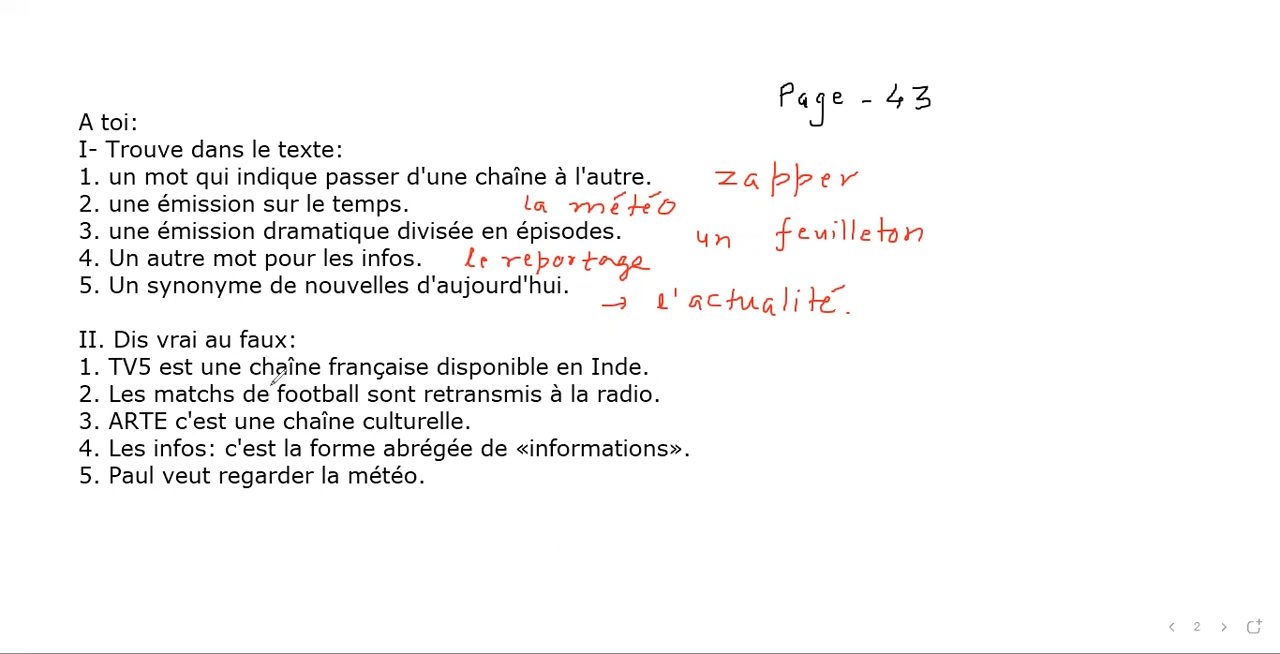 Page - 43
A toi:
I- Trouve dans le texte:
1. un mot qui indique passer d'une chaîne à l'autre. zapper
2. une émission sur le temps. la météo
3. une émission dramatique divisée en épisodes. un feuilleton
4. Un autre mot pour les infos. le reportage
5. Un synonyme de nouvelles d'aujourd'hui. → l'actualité.
II. Dis vrai au faux:
1. TV5 est une chaîne française disponible en Inde.
2. Les matchs de football sont retransmis à la radio.
3. ARTE c'est une chaîne culturelle.
4. Les infos: c'est la forme abrégée de «informations».
5. Paul veut regarder la météo.
2